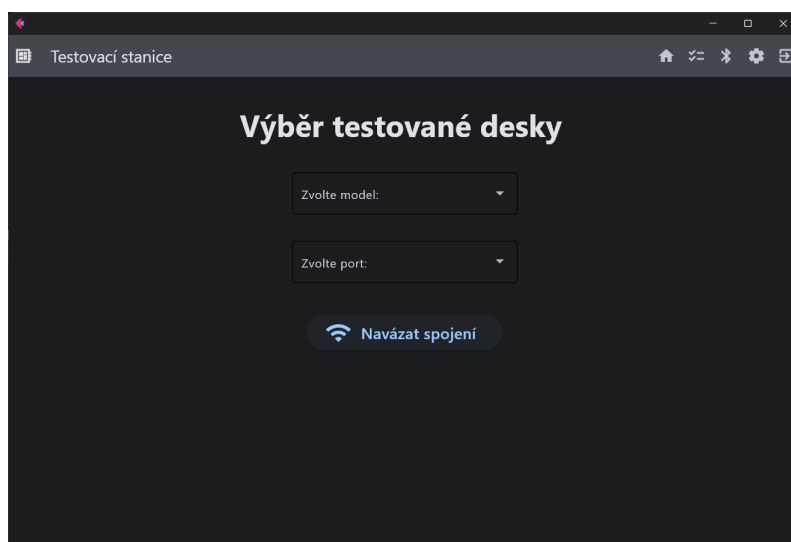 Testovací stanice
Výběr testované desky
Zvolte model:
Zvolte port:
Navázat spojení